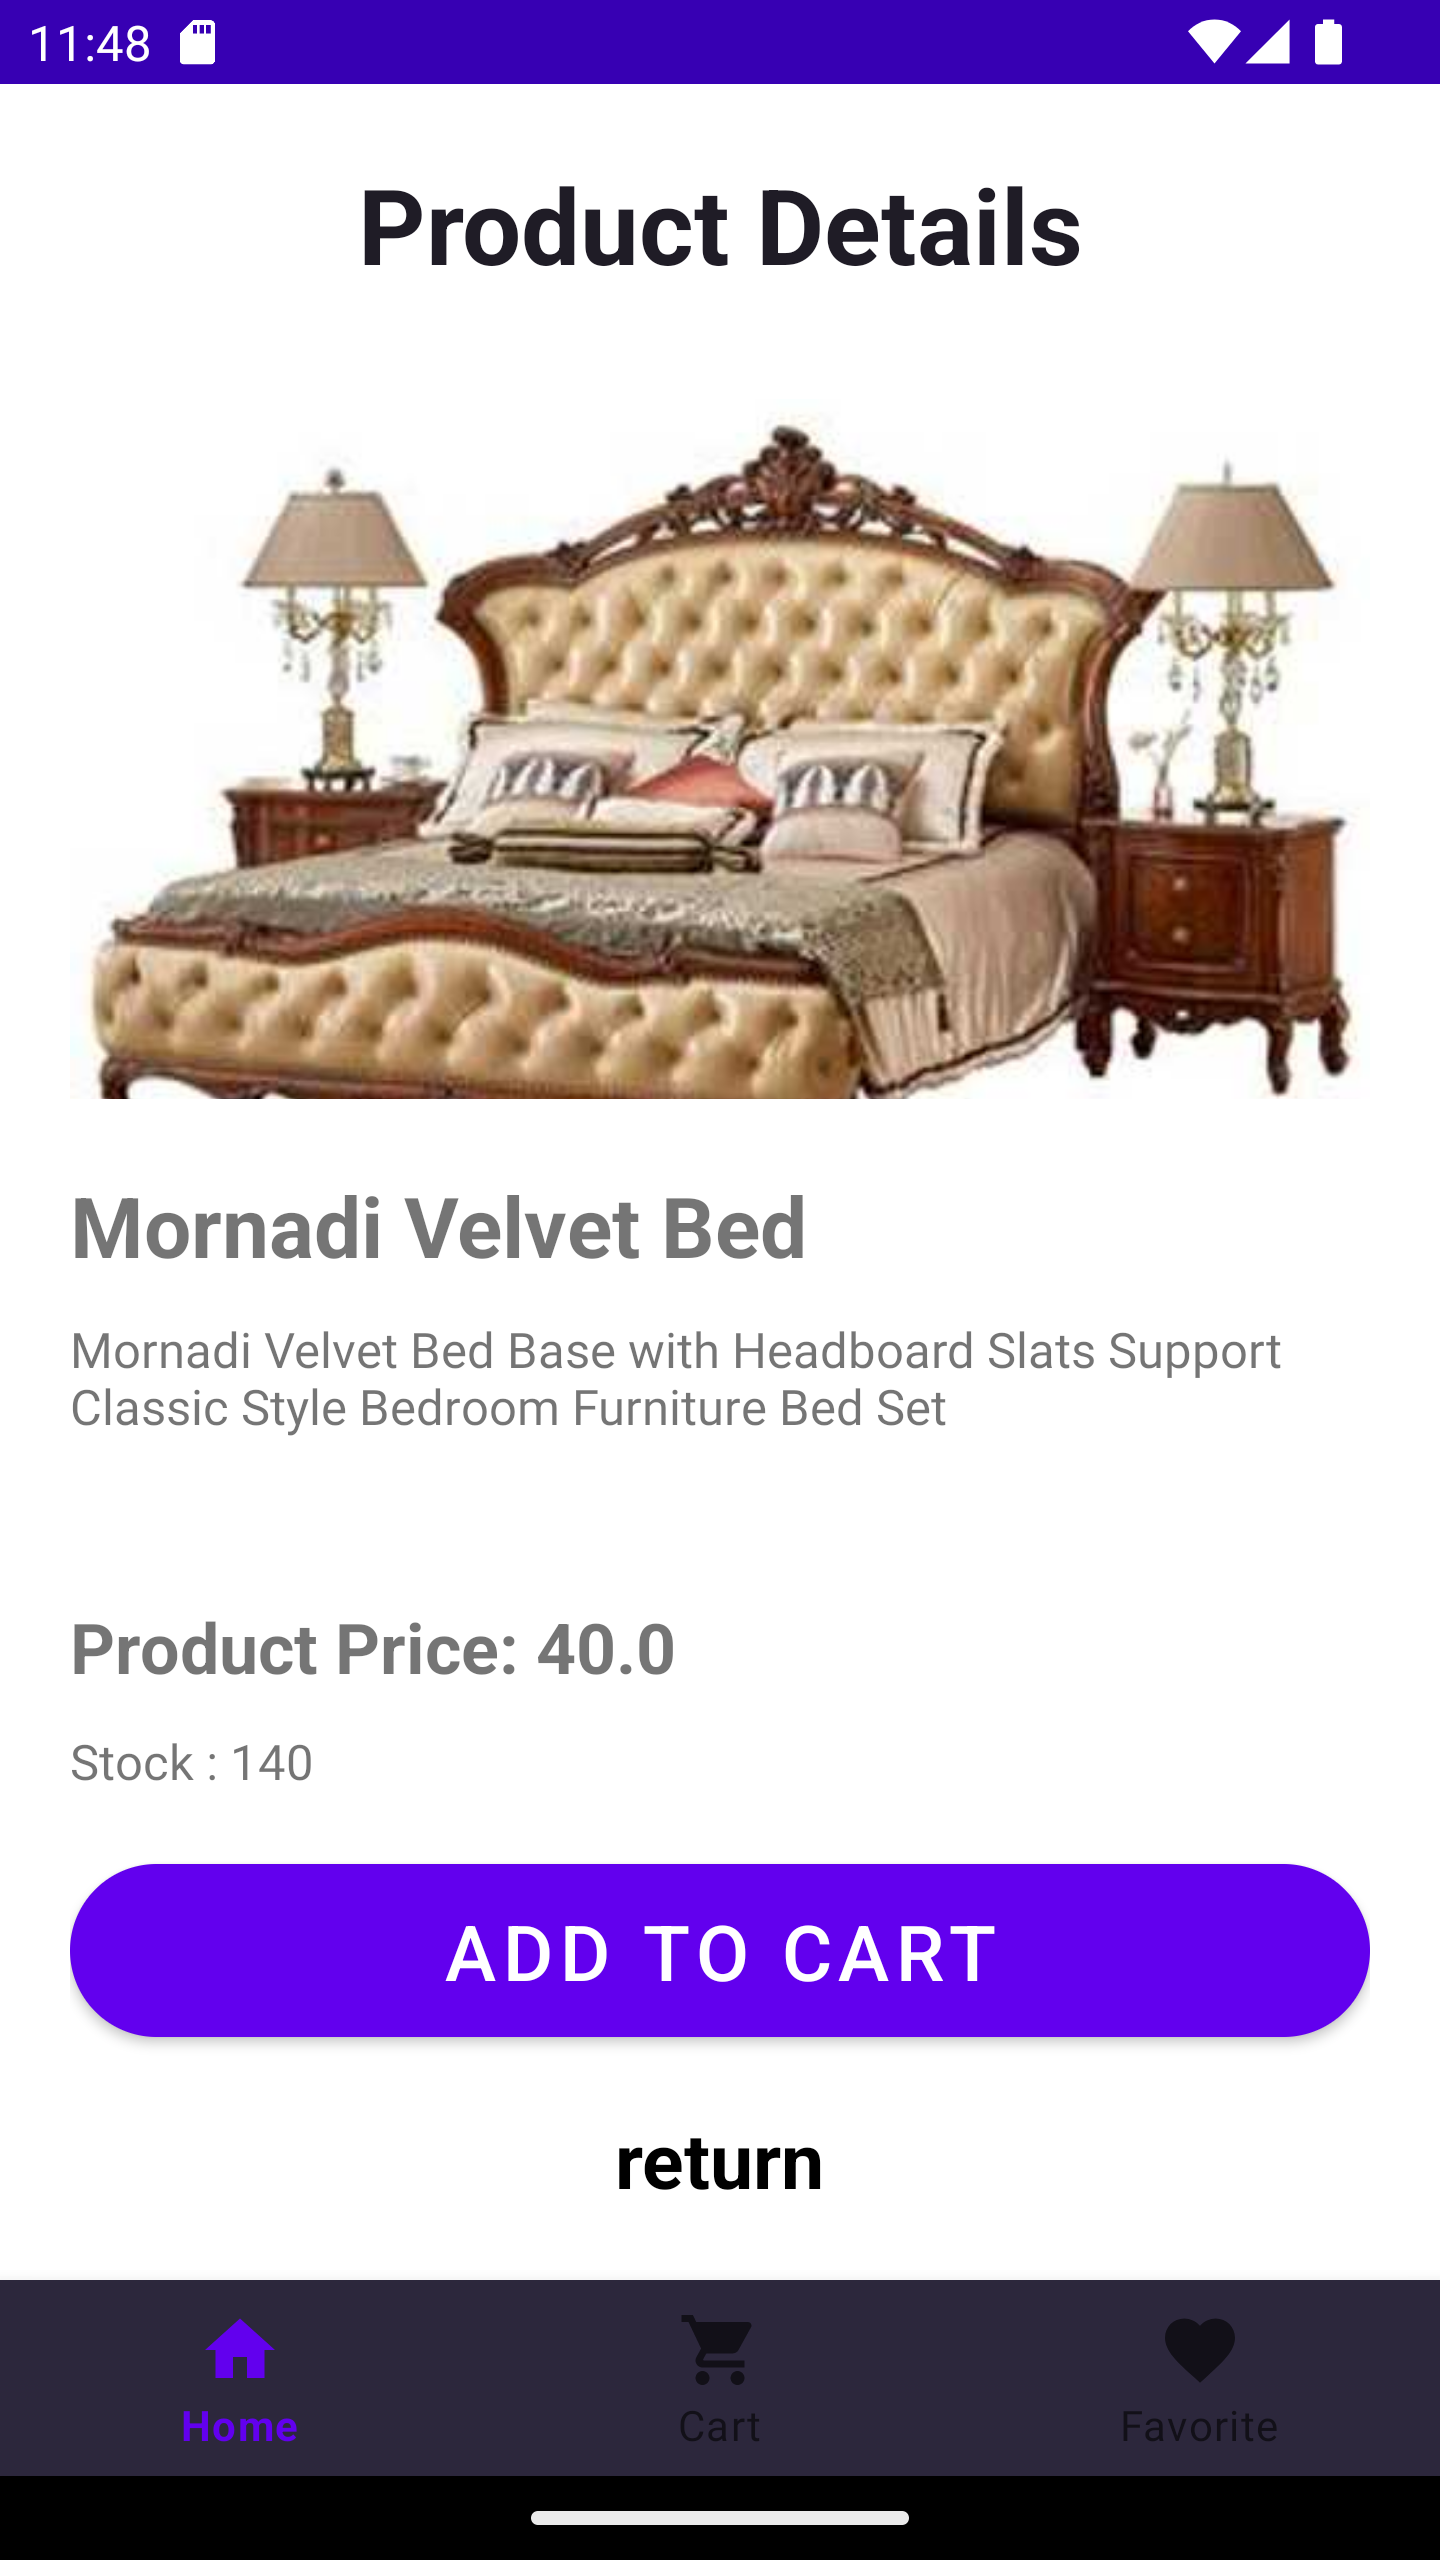 11:48
Product Details
Mornadi Velvet Bed
Mornadi Velvet Bed Base with Headboard Slats Support
Classic Style Bedroom Furniture Bed Set
Product Price: 40.0
Stock : 140
ADD TO CART
return
Home
Cart
Favorite